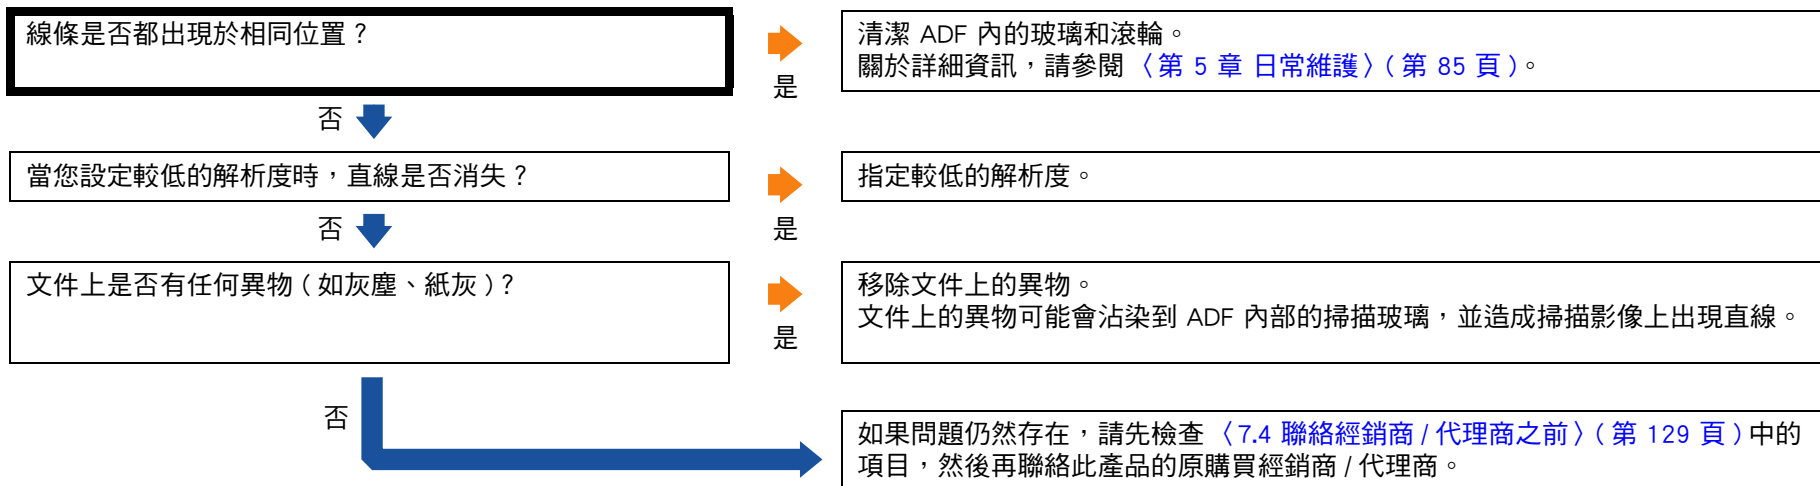 線條是否都出現於相同位置？
是
清潔 ADF 內的玻璃和滾輪。
關於詳細資訊，請參閱 〈第 5 章 日常維護〉( 第 85 頁 )。
否
當您設定較低的解析度時，直線是否消失？
是
指定較低的解析度。
否
文件上是否有任何異物 ( 如灰塵、紙灰 )？
是
移除文件上的異物。
文件上的異物可能會沾染到 ADF 內部的掃描玻璃，並造成掃描影像上出現直線。
否
如果問題仍然存在，請先檢查 〈7.4 聯絡經銷商 / 代理商之前〉( 第 129 頁 ) 中的
項目，然後再聯絡此產品的原購買經銷商 / 代理商。